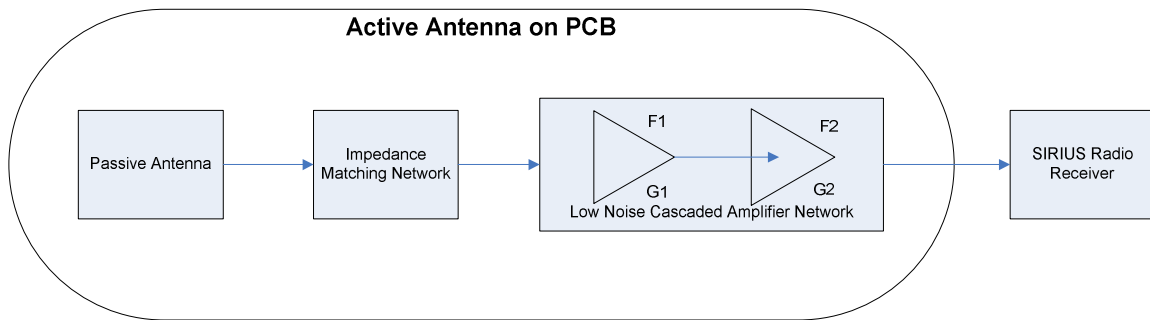 Active Antenna on PCB
Passive Antenna
Impedance
Matching Network
F1
G1
F2
G2
Low Noise Cascaded Amplifier Network
SIRIUS Radio
Receiver